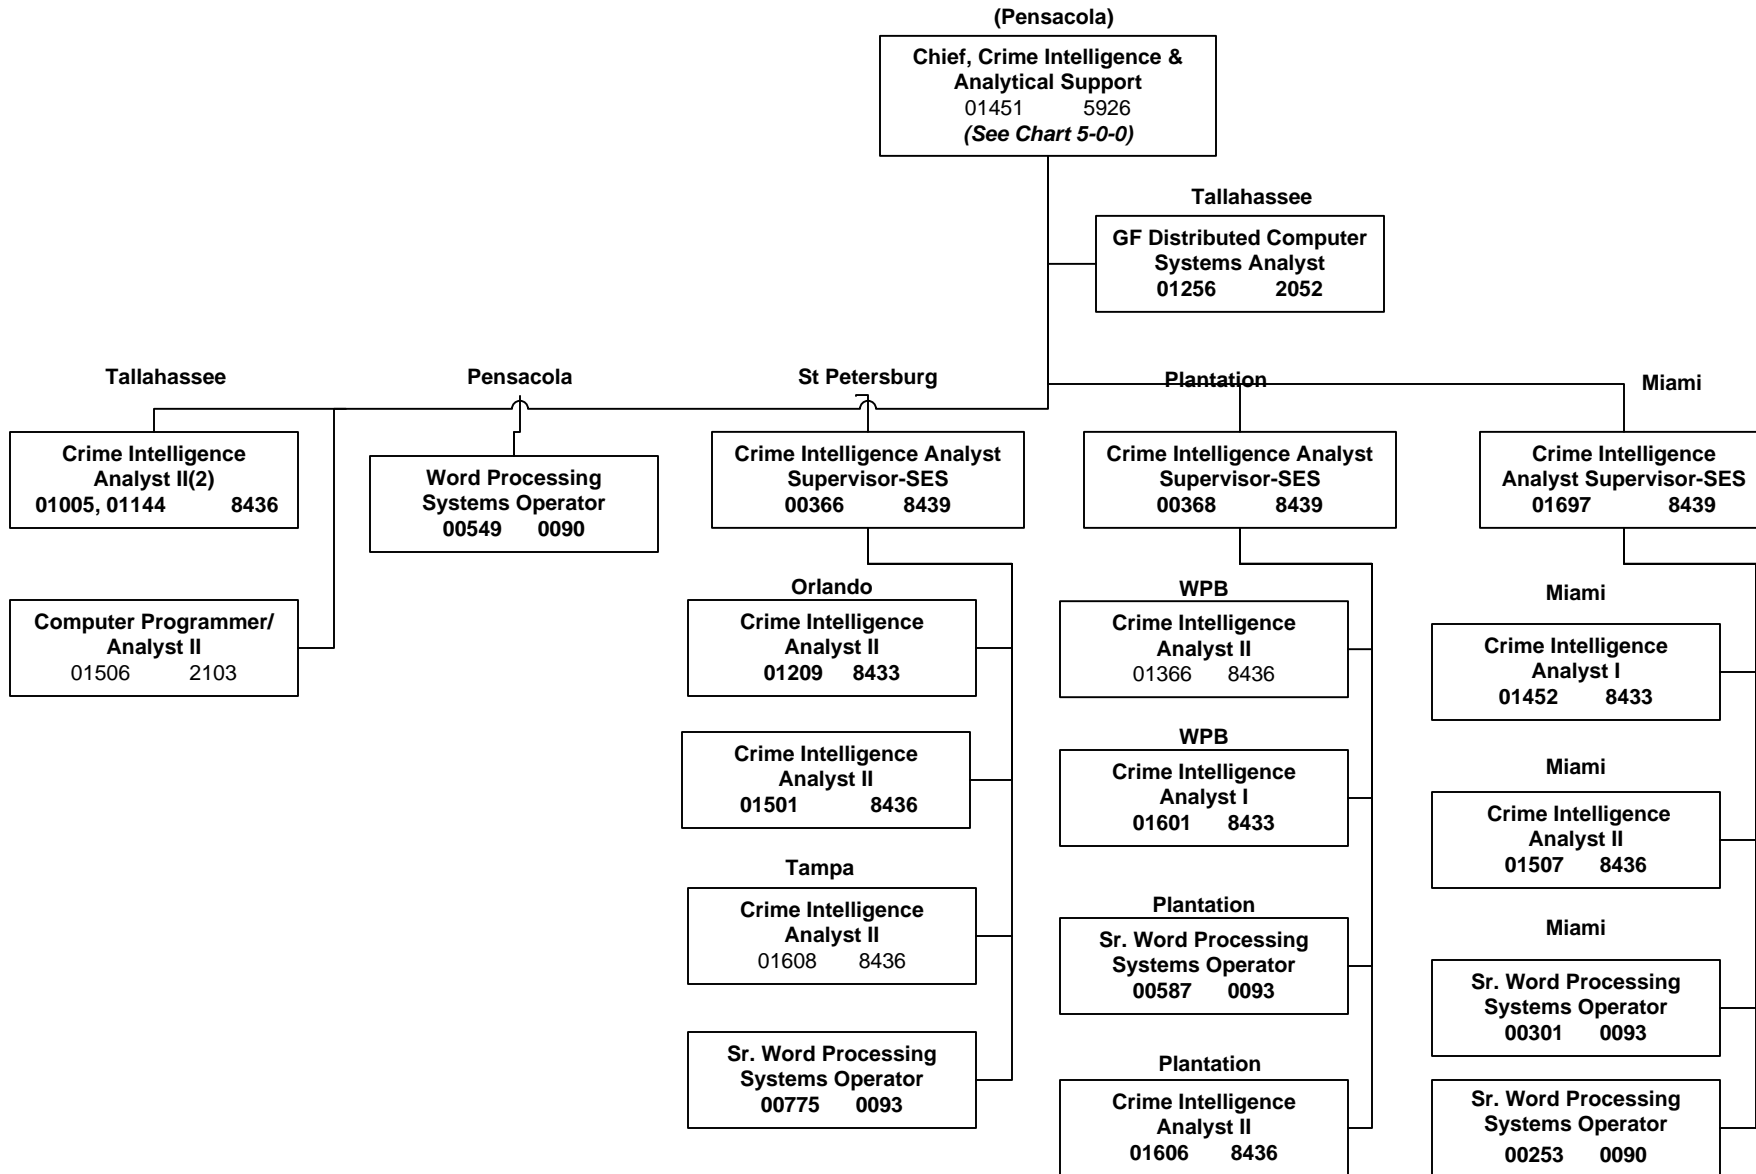 (Pensacola)
Chief, Crime Intelligence &
Analytical Support
01451 5926
(See Chart 5-0-0)
Tallahassee
GF Distributed Computer
Systems Analyst
01256 2052
Tallahassee
Crime Intelligence
Analyst II(2)
01005, 01144 8436
Computer Programmer/
Analyst II
01506 2103
Pensacola
Word Processing
Systems Operator
00549 0090
St Petersburg
Crime Intelligence Analyst
Supervisor-SES
00366 8439
Orlando
Crime Intelligence
Analyst II
01209 8433
Crime Intelligence
Analyst II
01501 8436
Tampa
Crime Intelligence
Analyst II
01608 8436
Sr. Word Processing
Systems Operator
00775 0093
Plantation
Crime Intelligence Analyst
Supervisor-SES
00368 8439
WPB
Crime Intelligence
Analyst II
01366 8436
WPB
Crime Intelligence
Analyst I
01601 8433
Plantation
Sr. Word Processing
Systems Operator
00587 0093
Plantation
Crime Intelligence
Analyst II
01606 8436
Miami
Crime Intelligence
Analyst Supervisor-SES
01697 8439
Miami
Crime Intelligence
Analyst I
01452 8433
Miami
Crime Intelligence
Analyst II
01507 8436
Miami
Sr. Word Processing
Systems Operator
00301 0093
Sr. Word Processing
Systems Operator
00253 0090